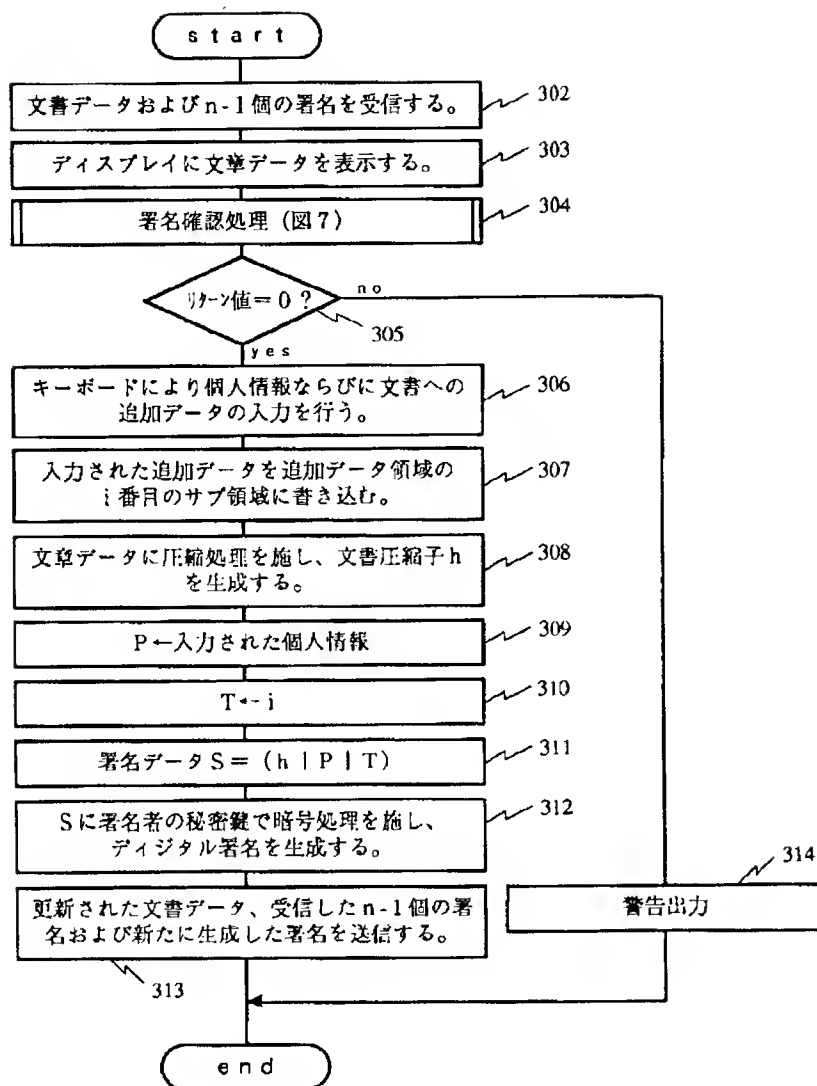 start
文書データおよびn-1個の署名を受信する。
302
ディスプレイに文章データを表示する。
303
署名確認処理(図7)
304
リターン値=0?
no
305
yes
キーボードにより個人情報ならびに文書への
追加データの入力を行う。
306
入力された追加データを追加データ領域の
i番目のサブ領域に書き込む。
307
文章データに圧縮処理を施し、文書圧縮子h
を生成する。
308
P←入力された個人情報
309
T←i
310
署名データS=(h|P|T)
311
Sに署名者の秘密鍵で暗号処理を施し、
ディジタル署名を生成する。
312
更新された文書データ、受信したn-1個の署
名および新たに生成した署名を送信する。
313
314
警告出力
end